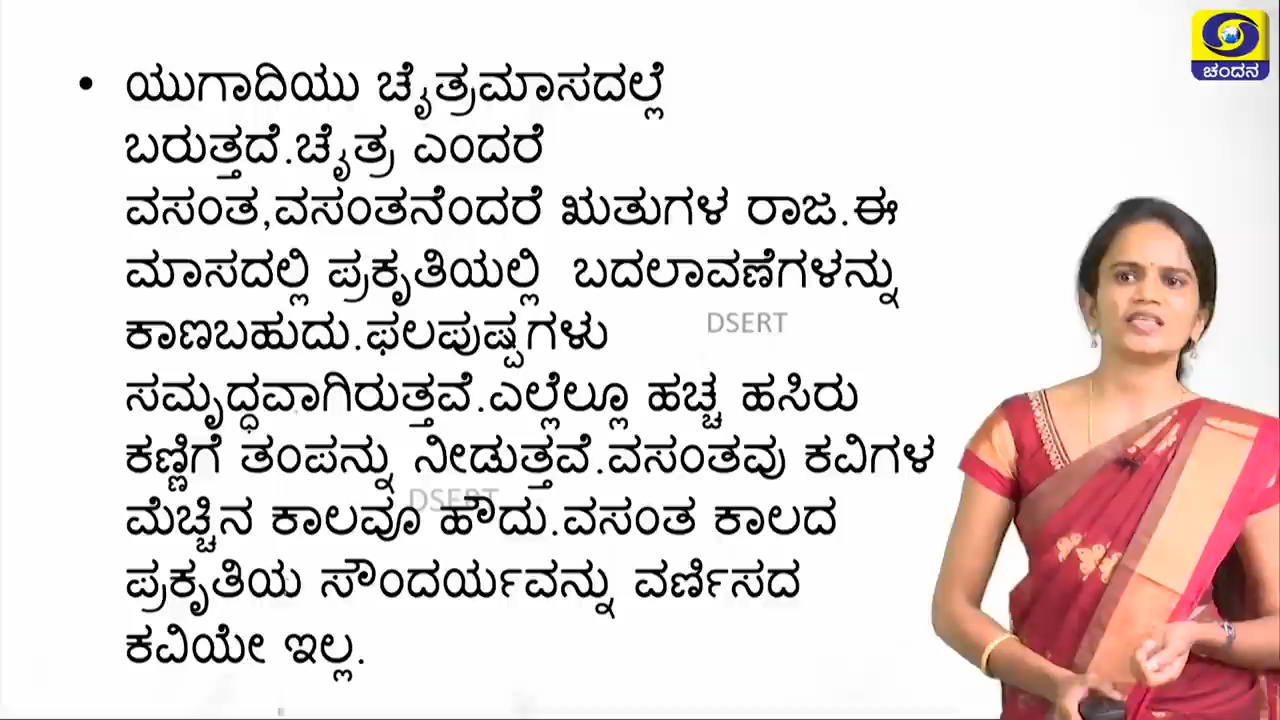 ಚಂದನ
• ಯುಗಾದಿಯು ಚೈತ್ರಮಾಸದಲ್ಲೆ
ಬರುತ್ತದೆ.ಚೈತ್ರ ಎಂದರೆ
ವಸಂತ,ವಸಂತನೆಂದರೆ ಋತುಗಳ ರಾಜ.ಈ
ಮಾಸದಲ್ಲಿ ಪ್ರಕೃತಿಯಲ್ಲಿ ಬದಲಾವಣೆಗಳನ್ನು
ಕಾಣಬಹುದು.ಫಲಪುಷ್ಪಗಳು
DSERT
ಸಮೃದ್ಧವಾಗಿರುತ್ತವೆ.ಎಲ್ಲೆಲ್ಲೂ ಹಚ್ಚ ಹಸಿರು
ಕಣ್ಣಿಗೆ ತಂಪನ್ನು ನೀಡುತ್ತವೆ.ವಸಂತವು ಕವಿಗಳ
DSERT
ಮೆಚ್ಚಿನ ಕಾಲವೂ ಹೌದು.ವಸಂತ ಕಾಲದ
ಪ್ರಕೃತಿಯ ಸೌಂದರ್ಯವನ್ನು ವರ್ಣಿಸದ
ಕವಿಯೇ ಇಲ್ಲ.